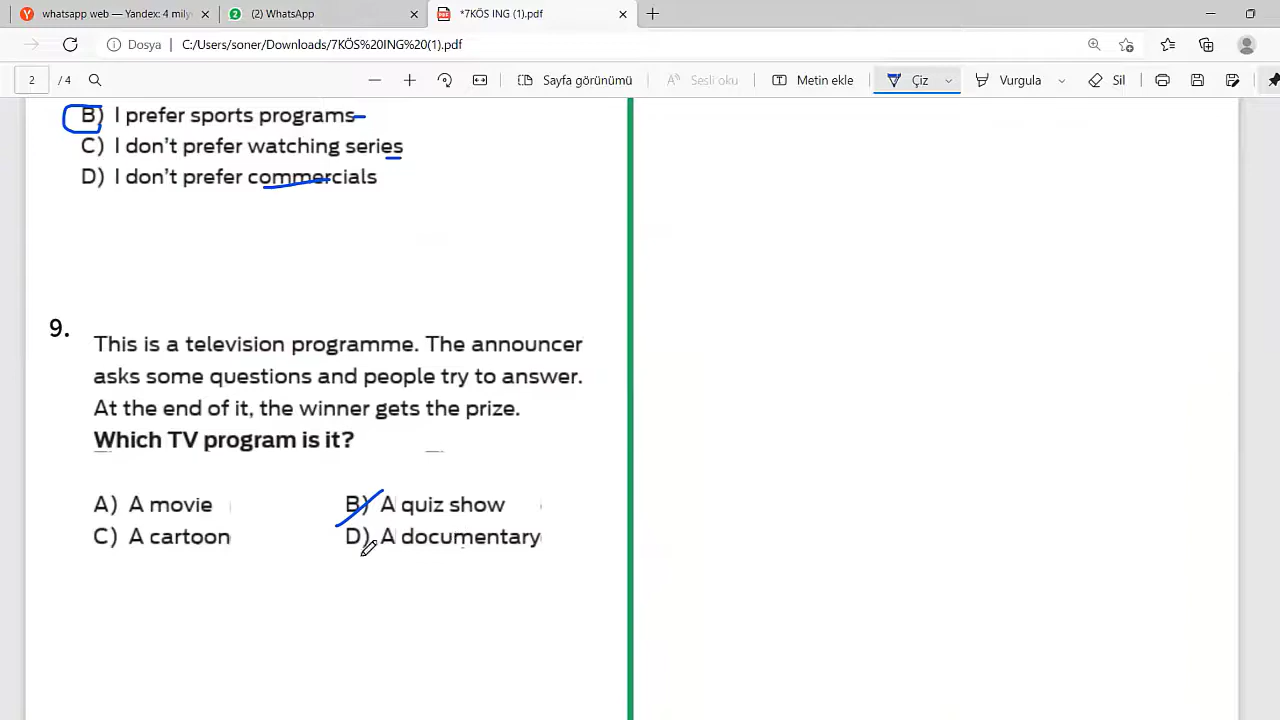 whatsapp web — Yandex: 4 mily
(2) WhatsApp
*7KÖS ING (1).pdf
Dosya
C:/Users/soner/Downloads/7KÖS%20ING%20(1).pdf
2 / 4
Sayfa görünümü
Sesli oku
Metin ekle
Çiz
Vurgula
Sil
B) I prefer sports programs
C) I don't prefer watching series
D) I don't prefer commercials
9.
This is a television programme. The announcer
asks some questions and people try to answer.
At the end of it, the winner gets the prize.
Which TV program is it?
A) A movie
B) A quiz show
C) A cartoon
D) A documentary